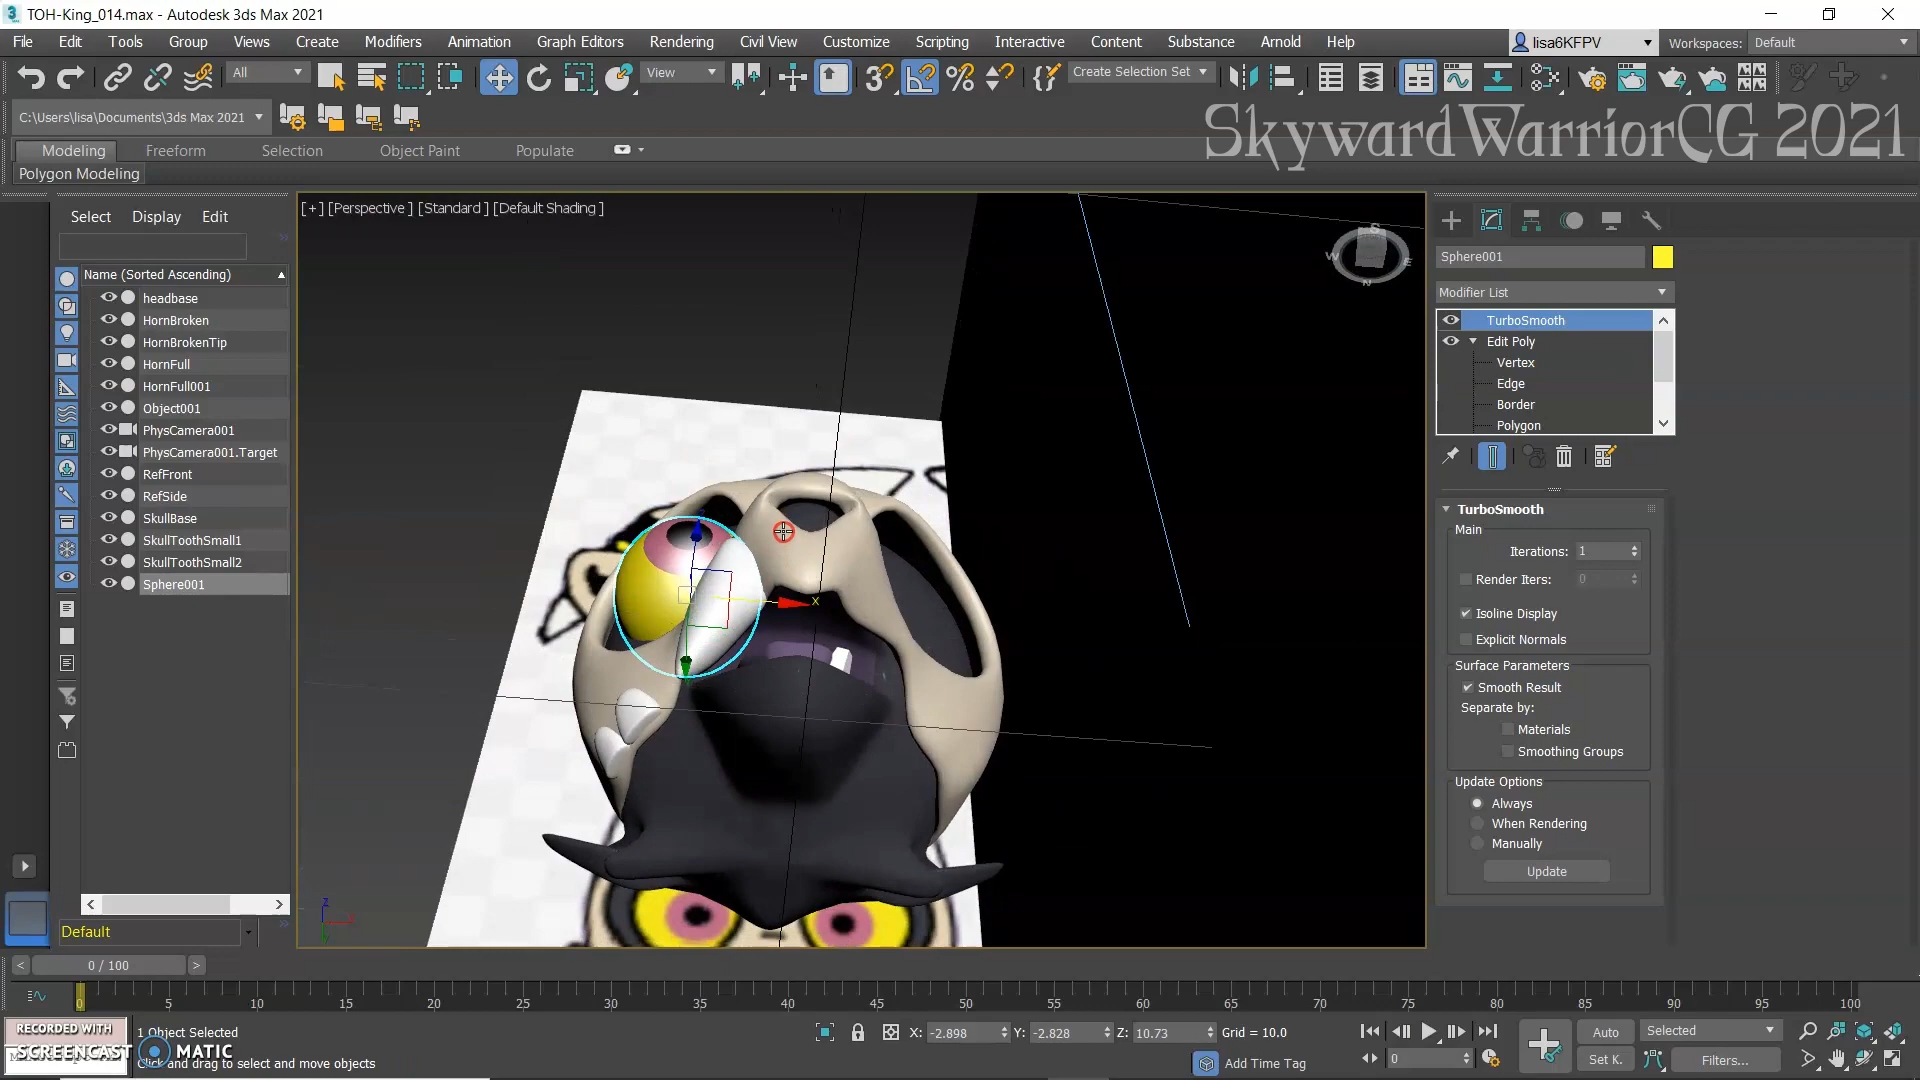 TOH-King_014.max - Autodesk 3ds Max 2021
File Edit Tools Group Views Create Modifiers Animation Graph Editors Rendering Civil View Customize Scripting Interactive Content Substance Arnold Help lisa6KFPV Workspaces: Default
All View Create Selection Set
C:\Users\lisa\Documents\3ds Max 2021
SkywardWarriorCG 2021
Modeling Freeform Selection Object Paint Populate
Polygon Modeling
Select Display Edit
[+] [Perspective ] [Standard ] [Default Shading ]
Name (Sorted Ascending)
headbase
HornBroken
HornBrokenTip
HornFull
HornFull001
Object001
PhysCamera001
PhysCamera001.Target
RefFront
RefSide
SkullBase
SkullToothSmall1
SkullToothSmall2
Sphere001
Default
S
W
E
N
x
z
Sphere001
Modifier List
TurboSmooth
Edit Poly
Vertex
Edge
Border
Polygon
TurboSmooth
Main
Iterations: 1
Render Iters: 0
Isoline Display
Explicit Normals
Surface Parameters
Smooth Result
Separate by:
Materials
Smoothing Groups
Update Options
Always
When Rendering
Manually
Update
< 0 / 100 >
0 5 10 15 20 25 30 35 40 45 50 55 60 65 70 75 80 85 90 95 100
1 Object Selected
Click and drag to select and move objects
RECORDED WITH
SCREENCAST MATIC
X: -2.898 Y: -2.828 Z: 10.73 Grid = 10.0
Add Time Tag
Auto Selected
Set K. Filters...
0